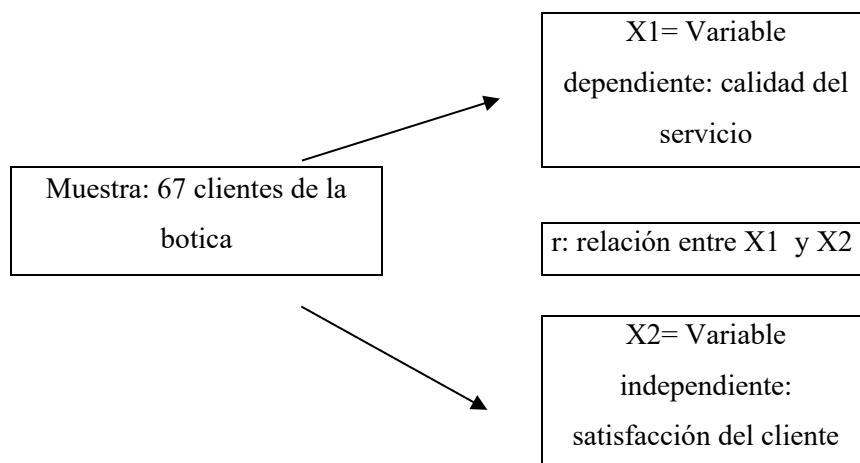 X1= Variable
dependiente: calidad del
servicio
Muestra: 67 clientes de la
botica
r: relación entre X1 y X2
X2= Variable
independiente:
satisfacción del cliente